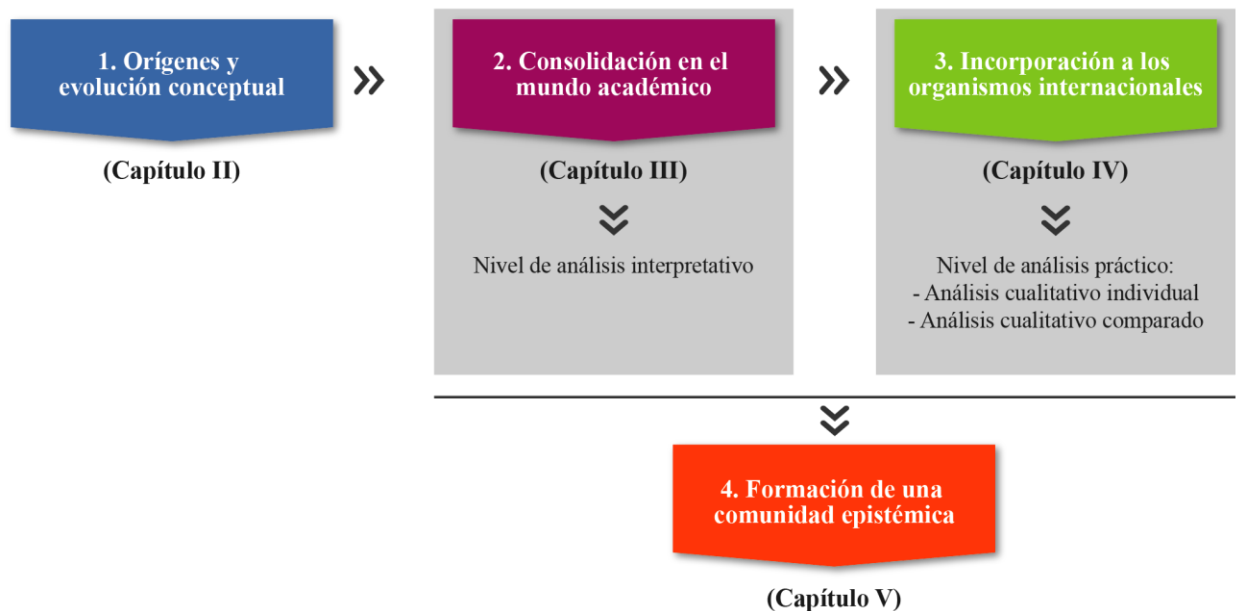 1. Orígenes y
evolución conceptual
(Capítulo II)
2. Consolidación en el
mundo académico
(Capítulo III)
Nivel de análisis interpretativo
3. Incorporación a los
organismos internacionales
(Capítulo IV)
Nivel de análisis práctico:
- Análisis cualitativo individual
- Análisis cualitativo comparado
4. Formación de una
comunidad epistémica
(Capítulo V)